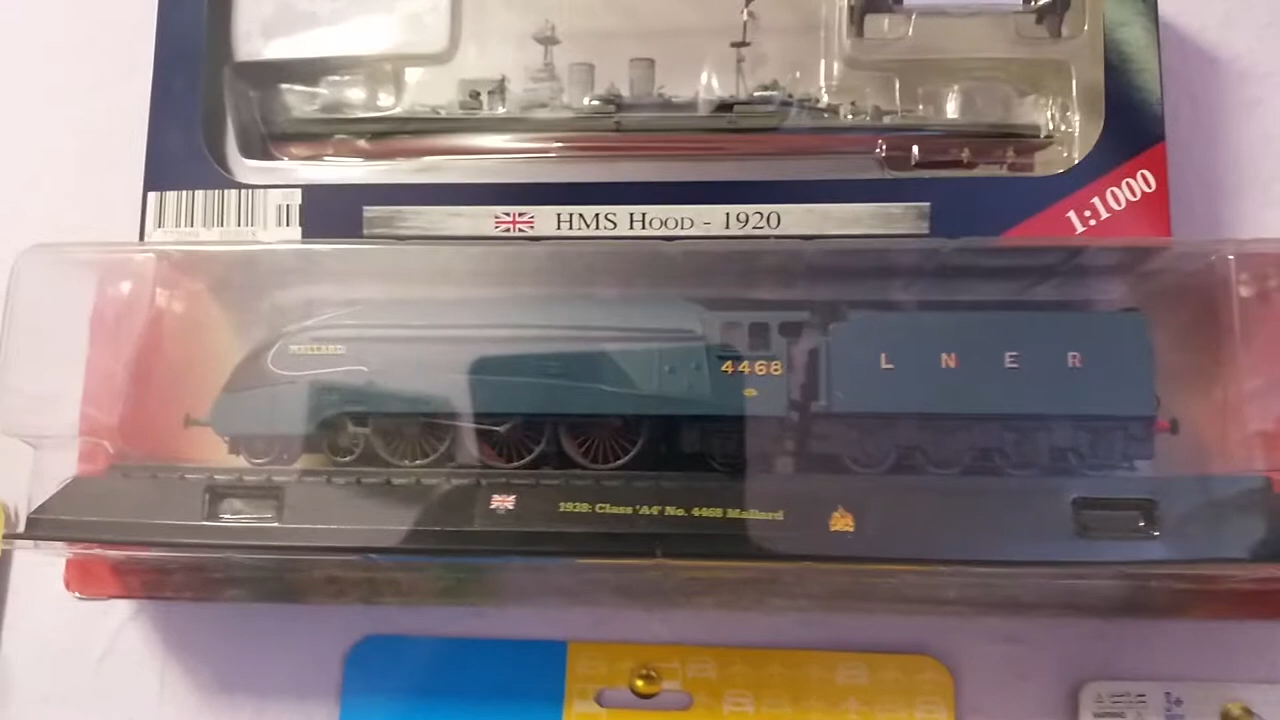 HMS HOOD - 1920
1:1000
MALLARD
4468
L N E R
1938: Class 'A4' No. 4468 Mallard